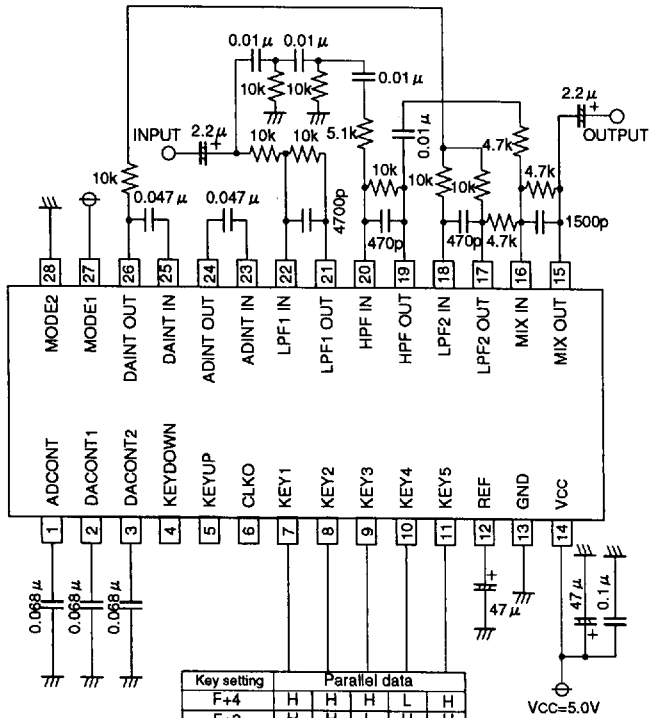 0.01μ 0.01μ
10k 10k 0.01μ
2.2μ + 2.2μ +
INPUT 10k 10k 5.1k 0.01μ 4.7k OUTPUT
10k 0.047μ 0.047μ 4700p 10k 10k 10k 4.7k
470p 470p 4.7k 1500p
28 27 26 25 24 23 22 21 20 19 18 17 16 15
MODE2 MODE1 DAINT OUT DAINT IN ADINT OUT ADINT IN LPF1 IN LPF1 OUT HPF IN HPF OUT LPF2 IN LPF2 OUT MIX IN MIX OUT
ADCONT DACONT1 DACONT2 KEYDOWN KEYUP CLKO KEY1 KEY2 KEY3 KEY4 KEY5 REF GND VCC
1 2 3 4 5 6 7 8 9 10 11 12 13 14
0.068μ 0.068μ 0.068μ 47μ + 47μ + 0.1μ
VCC=5.0V
Key setting Parallel data
F+4 H H H L H